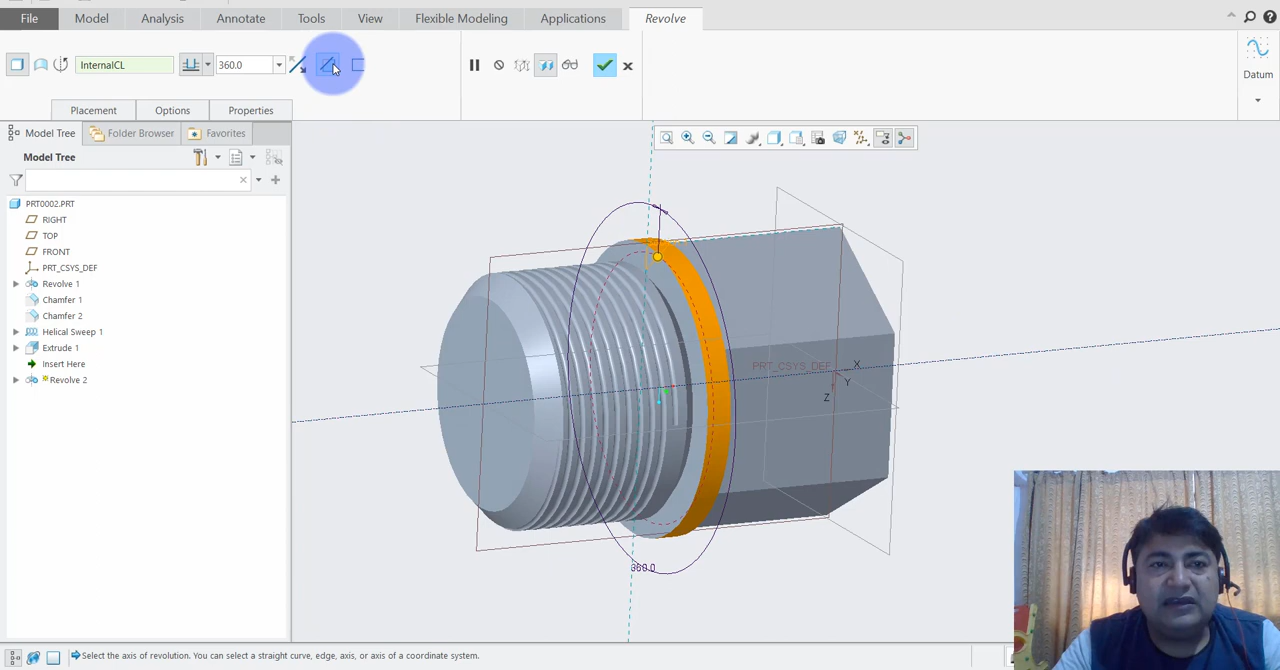 File Model Analysis Annotate Tools View Flexible Modeling Applications Revolve
InternalCL 360.0
Datum
Placement Options Properties
Model Tree Folder Browser Favorites
Model Tree
PRT0002.PRT
RIGHT
TOP
FRONT
PRT_CSYS_DEF
Revolve 1
Chamfer 1
Chamfer 2
Helical Sweep 1
Extrude 1
Insert Here
Revolve 2
PRT_CSYS_DEF
X
Y
Z
360.0
Select the axis of revolution. You can select a straight curve, edge, axis, or axis of a coordinate system.